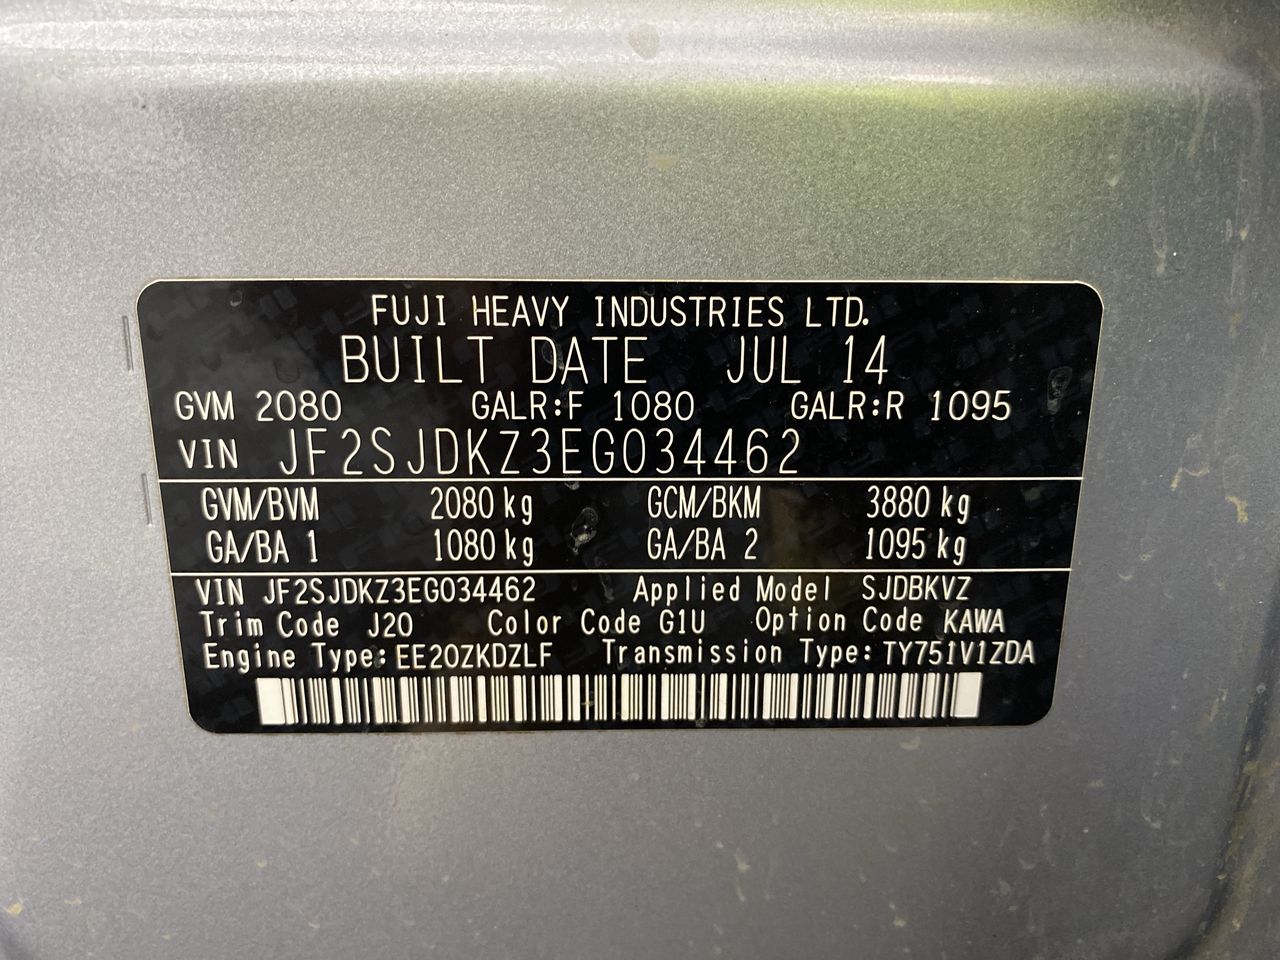 FUJI HEAVY INDUSTRIES LTD.
BUILT DATE JUL 14
GVM 2080 GALR:F 1080 GALR:R 1095
VIN JF2SJDKZ3EG034462
GVM/BVM 2080 kg GCM/BKM 3880 kg
GA/BA 1 1080 kg GA/BA 2 1095 kg
VIN JF2SJDKZ3EG034462 Applied Model SJDBKVZ
Trim Code J20 Color Code G1U Option Code KAWA
Engine Type:EE20ZKDZLF Transmission Type:TY751V1ZDA